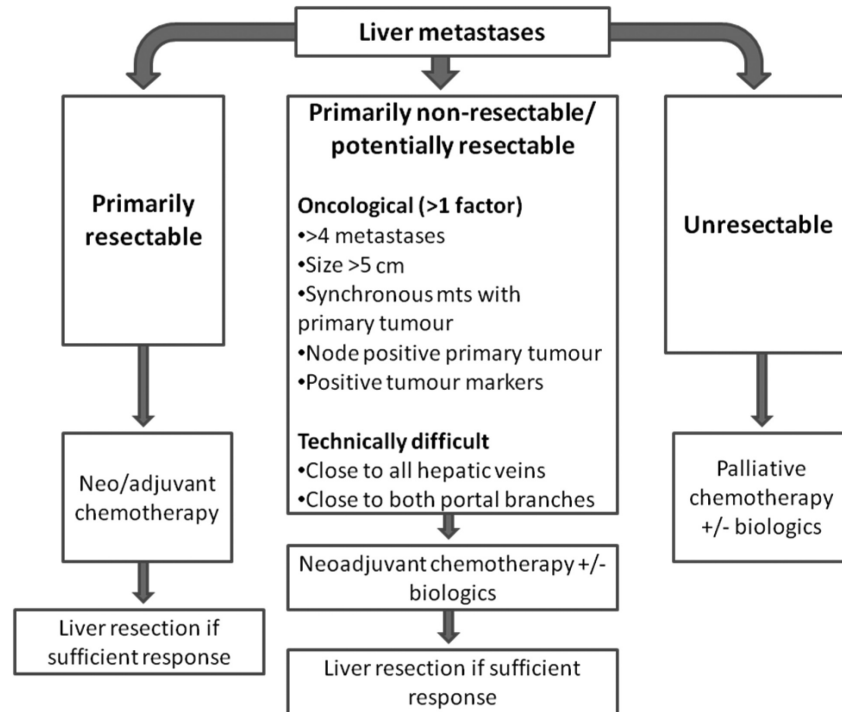 Liver metastases
Primarily
resectable
Neo/adjuvant
chemotherapy
Liver resection if
sufficient response
Primarily non-resectable/
potentially resectable
Oncological (>1 factor)
•>4 metastases
•Size >5 cm
•Synchronous mts with
primary tumour
•Node positive primary tumour
•Positive tumour markers
Technically difficult
•Close to all hepatic veins
•Close to both portal branches
Neoadjuvant chemotherapy +/-
biologics
Liver resection if sufficient
response
Unresectable
Palliative
chemotherapy
+/- biologics